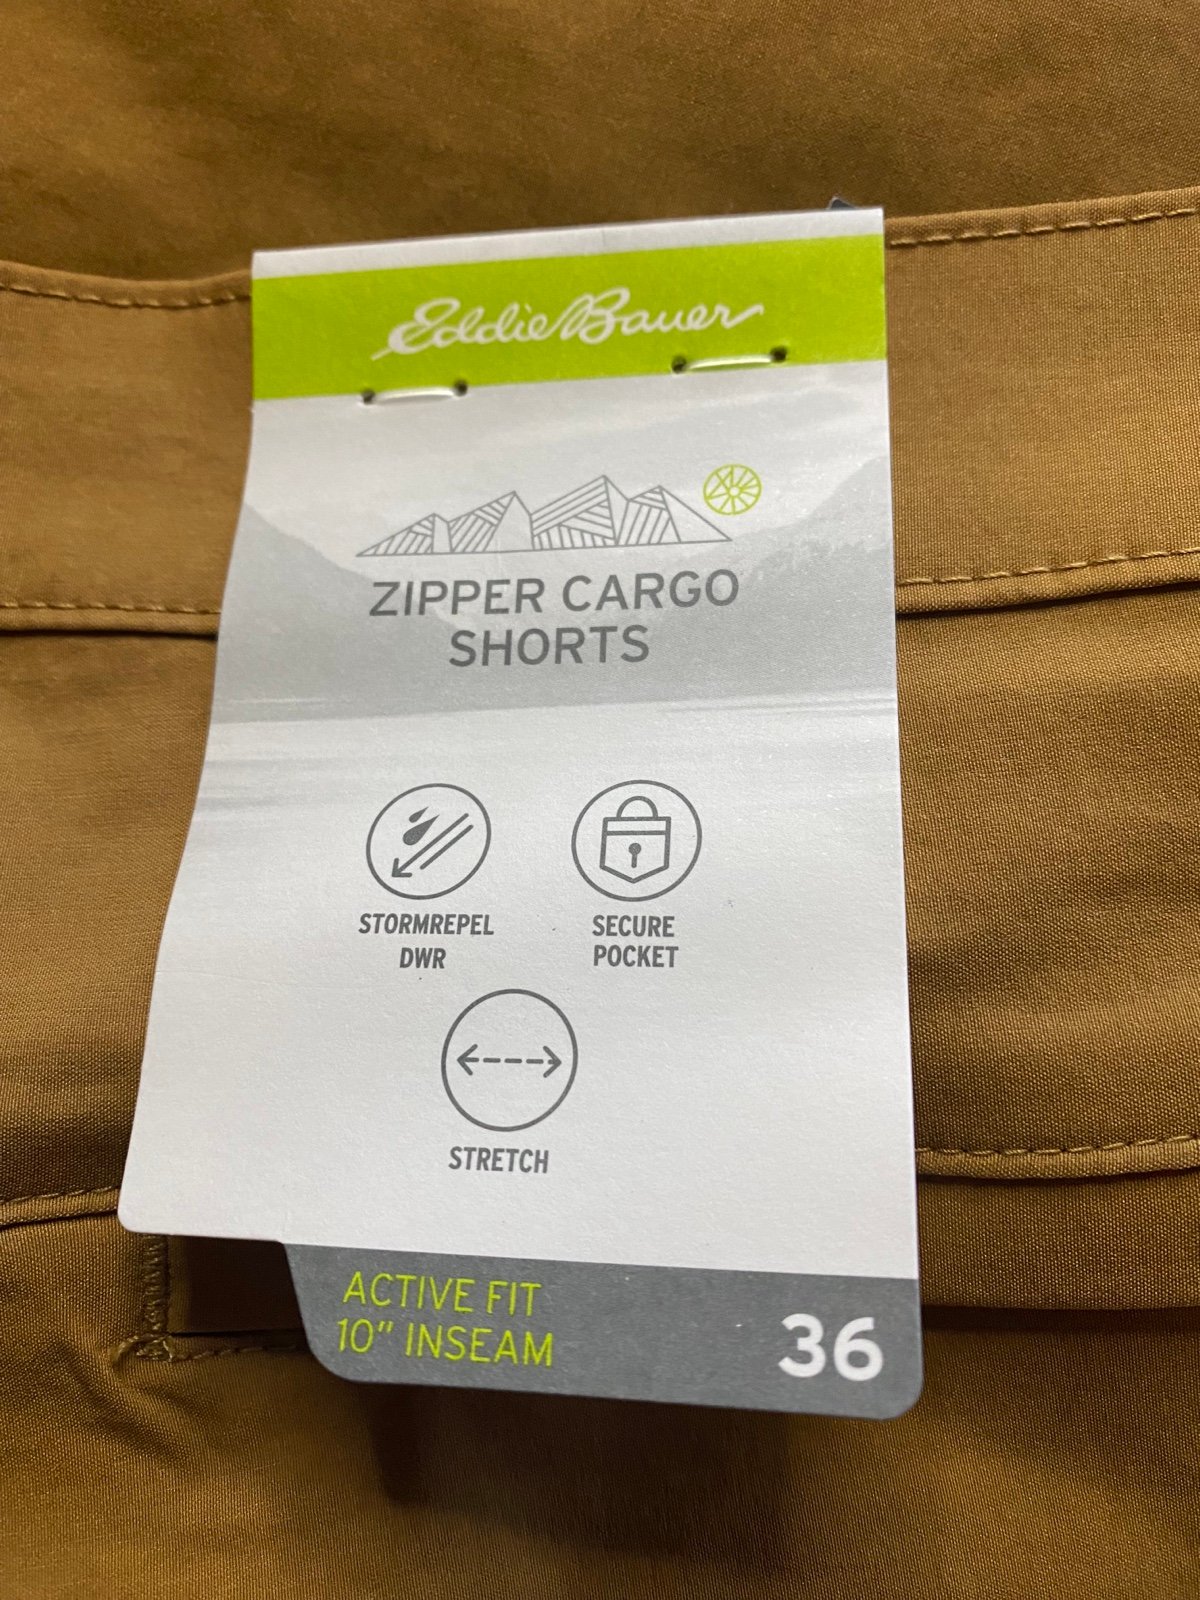 Eddie Bauer
ZIPPER CARGO
SHORTS
STORMREPEL
DWR
SECURE
POCKET
STRETCH
ACTIVE FIT
10" INSEAM
36